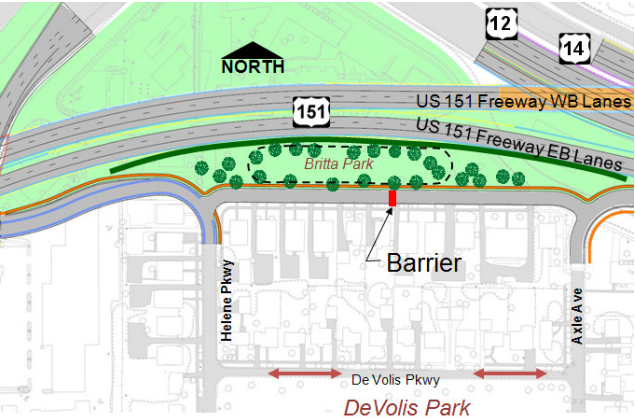 12
14
NORTH
US 151 Freeway WB Lanes
151
US 151 Freeway EB Lanes
Britta Park
Barrier
Helene Pkwy
Axle Ave
De Volis Pkwy
DeVolis Park